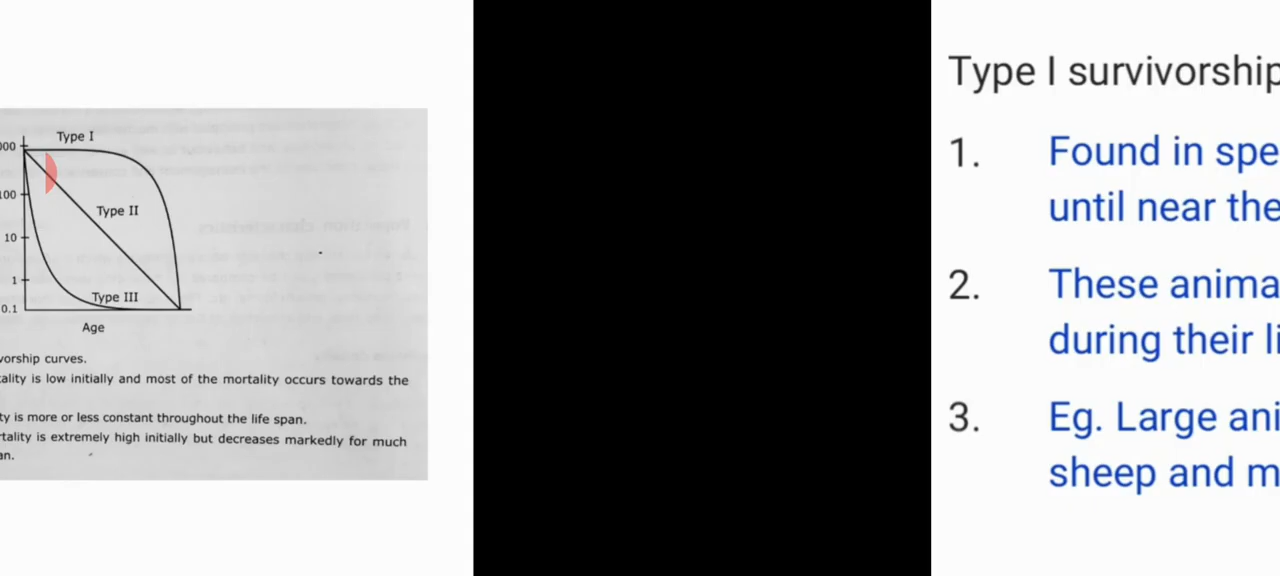 Type I
000
100
Type II
10
1
Type III
0.1
Age
vorship curves.
tality is low initially and most of the mortality occurs towards the
ty is more or less constant throughout the life span.
rtality is extremely high initially but decreases markedly for much
an.
Type I survivorship
1. Found in spe
until near the
2. These anima
during their li
3. Eg. Large ani
sheep and m